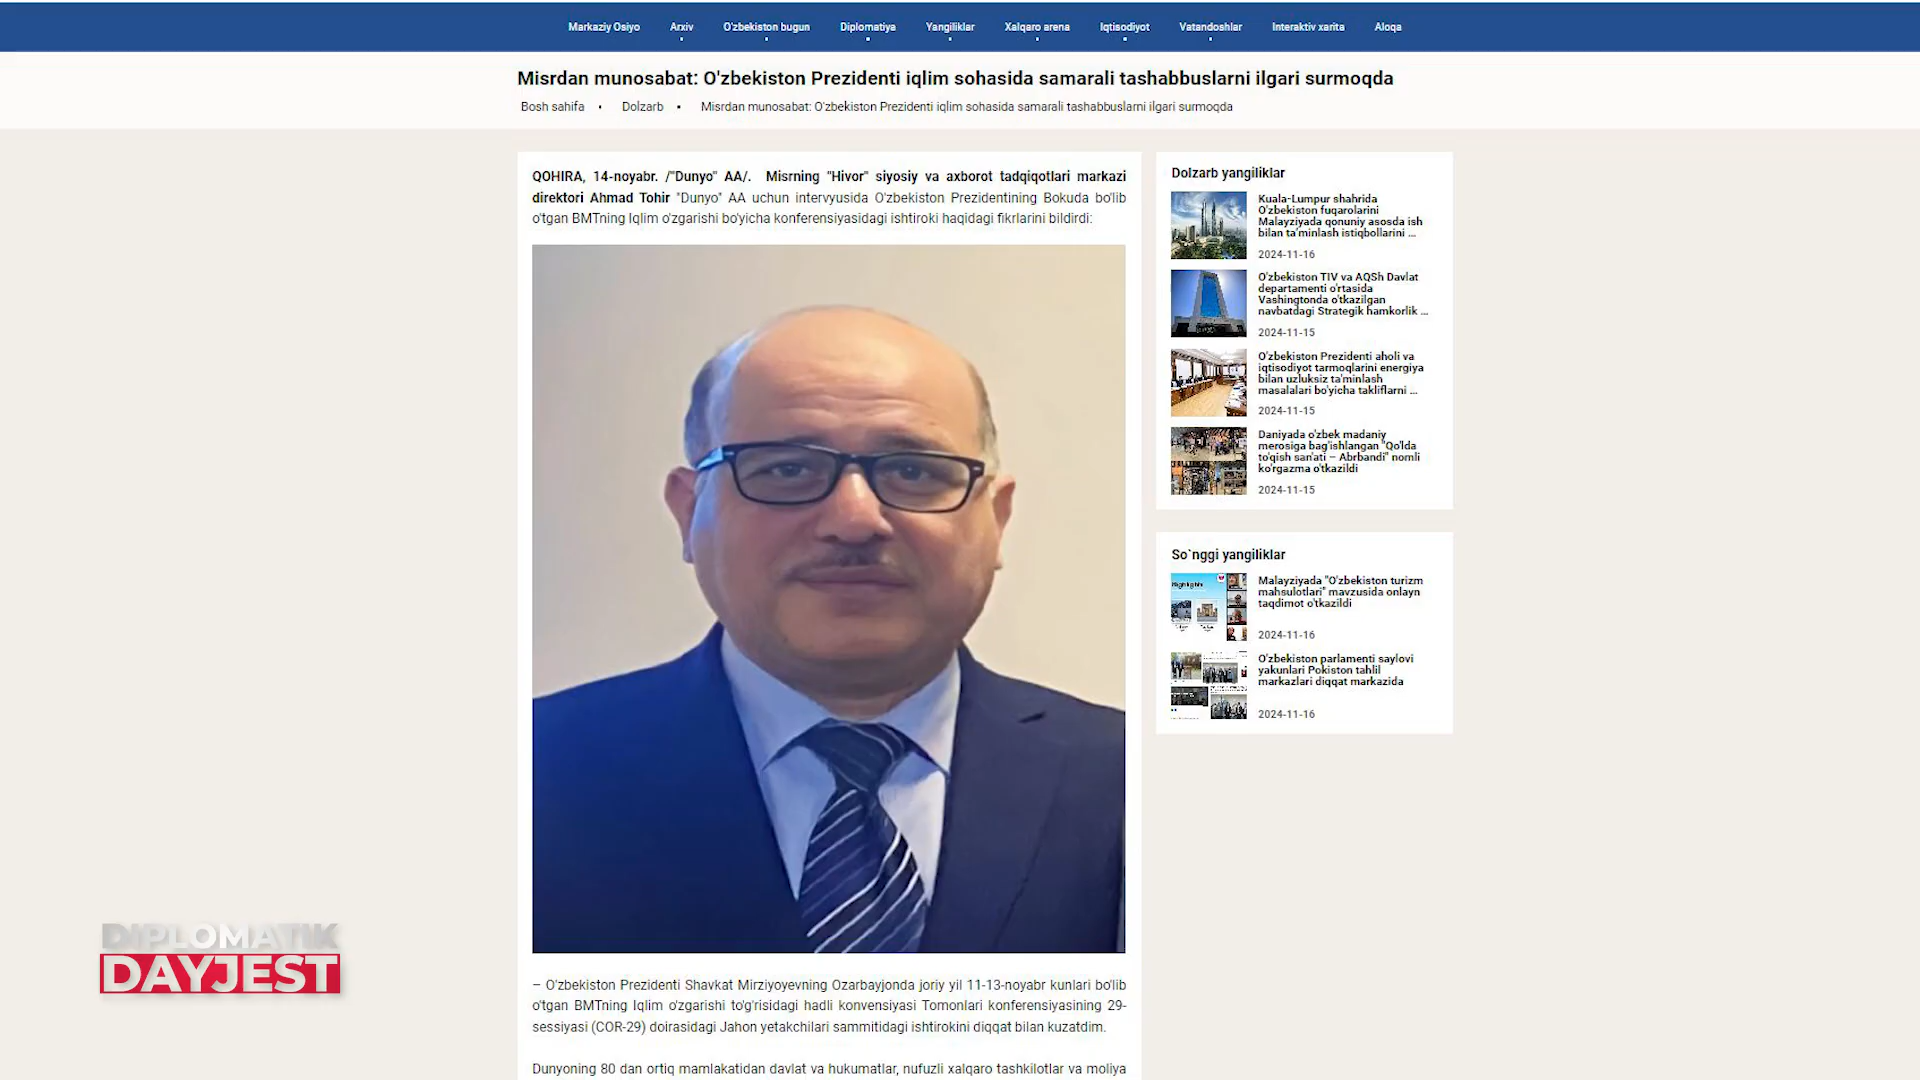 Markaziy Osiyo Arxiv O'zbekiston bugun Diplomatiya Yangiliklar Xalqaro arena Iqtisodiyot Vatandoshlar Interaktiv xarita Aloqa
Misrdan munosabat: O'zbekiston Prezidenti iqlim sohasida samarali tashabbuslarni ilgari surmoqda
Bosh sahifa • Dolzarb • Misrdan munosabat: O'zbekiston Prezidenti iqlim sohasida samarali tashabbuslarni ilgari surmoqda
QOHIRA, 14-noyabr. /"Dunyo" AA/. Misrning "Hivor" siyosiy va axborot tadqiqotlari markazi
direktori Ahmad Tohir "Dunyo" AA uchun intervyusida O'zbekiston Prezidentining Bokuda bo'lib
o'tgan BMTning Iqlim o'zgarishi bo'yicha konferensiyasidagi ishtiroki haqidagi fikrlarini bildirdi:
– O'zbekiston Prezidenti Shavkat Mirziyoyevning Ozarbayjonda joriy yil 11-13-noyabr kunlari bo'lib
o'tgan BMTning Iqlim o'zgarishi to'g'risidagi hadli konvensiyasi Tomonlari konferensiyasining 29-
sessiyasi (COR-29) doirasidagi Jahon yetakchilari sammitidagi ishtirokini diqqat bilan kuzatdim.
Dunyoning 80 dan ortiq mamlakatidan davlat va hukumatlar, nufuzli xalqaro tashkilotlar va moliya
Dolzarb yangiliklar
Kuala-Lumpur shahrida
O'zbekiston fuqarolarini
Malayziyada qonuniy asosda ish
bilan ta'minlash istiqbollarini ...
2024-11-16
O'zbekiston TIV va AQSh Davlat
departamenti o'rtasida
Vashingtonda o'tkazilgan
navbatdagi Strategik hamkorlik ...
2024-11-15
O'zbekiston Prezidenti aholi va
iqtisodiyot tarmoqlarini energiya
bilan uzluksiz ta'minlash
masalalari bo'yicha takliflarni ...
2024-11-15
Daniyada o'zbek madaniy
merosiga bag'ishlangan "Qo'lda
to'qish san'ati – Abrbandi" nomli
ko'rgazma o'tkazildi
2024-11-15
So`nggi yangiliklar
Malayziyada "O'zbekiston turizm
mahsulotlari" mavzusida onlayn
taqdimot o'tkazildi
2024-11-16
O'zbekiston parlamenti saylovi
yakunlari Pokiston tahlil
markazlari diqqat markazida
2024-11-16
DIPLOMATIK
DAYJEST